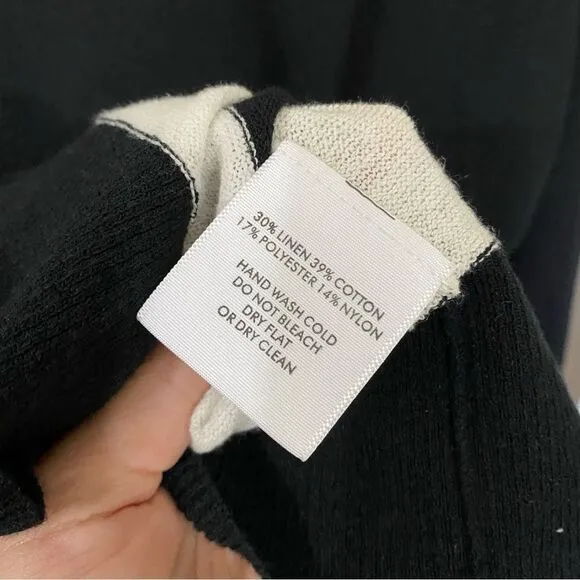 30% LINEN 39% COTTON
17% POLYESTER 14% NYLON
HAND WASH COLD
DO NOT BLEACH
DRY FLAT
OR DRY CLEAN